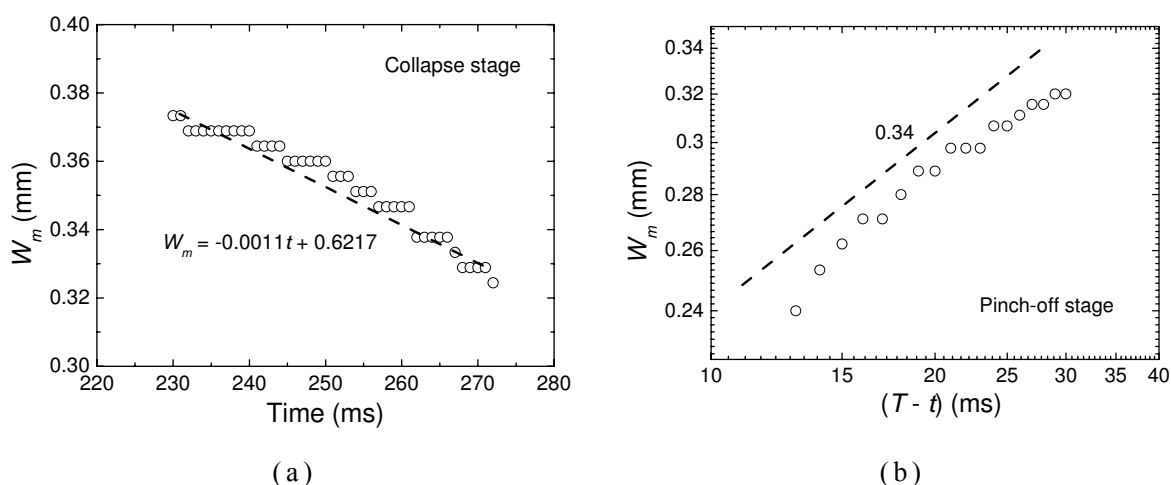 0.40
0.38
0.36
0.34
0.32
0.30
W_m (mm)
Collapse stage
W_m = -0.0011t + 0.6217
220 230 240 250 260 270 280
Time (ms)
(a)
0.34
0.32
0.3
0.28
0.26
0.24
W_m (mm)
0.34
Pinch-off stage
10 15 20 25 30 35 40
(T - t) (ms)
(b)